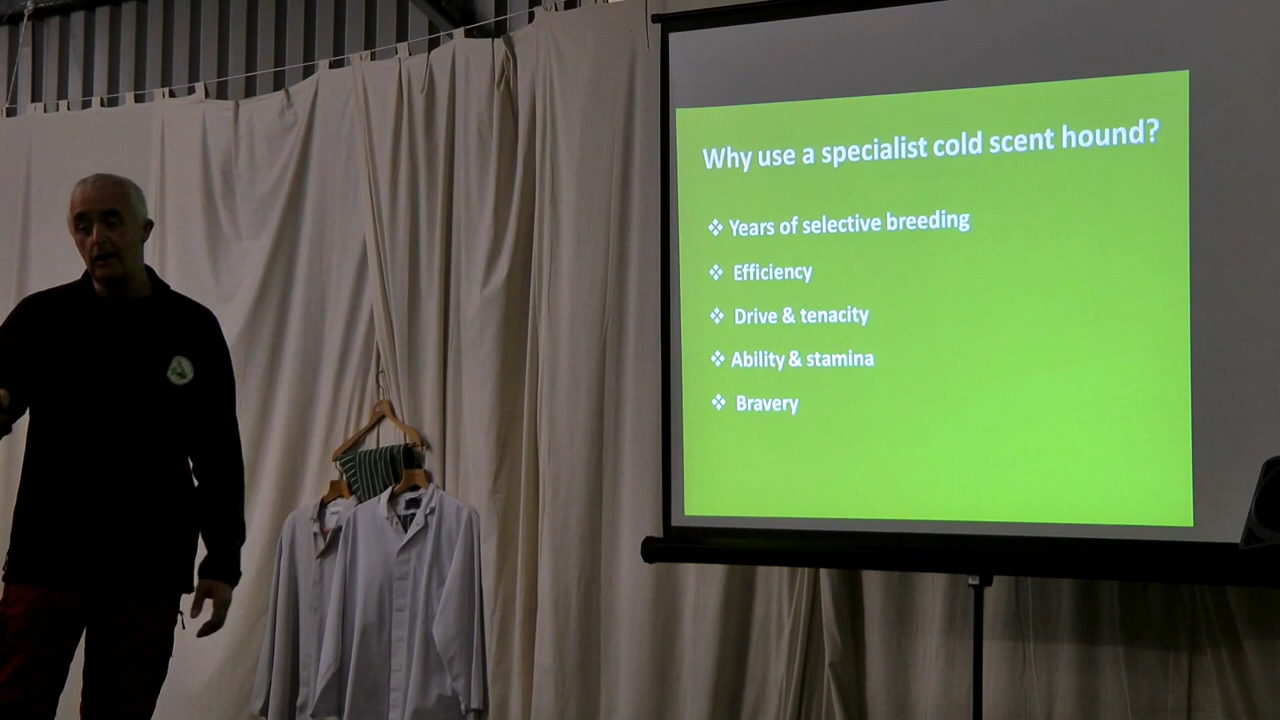 Why use a specialist cold scent hound?
❖ Years of selective breeding
❖ Efficiency
❖ Drive & tenacity
❖ Ability & stamina
❖ Bravery